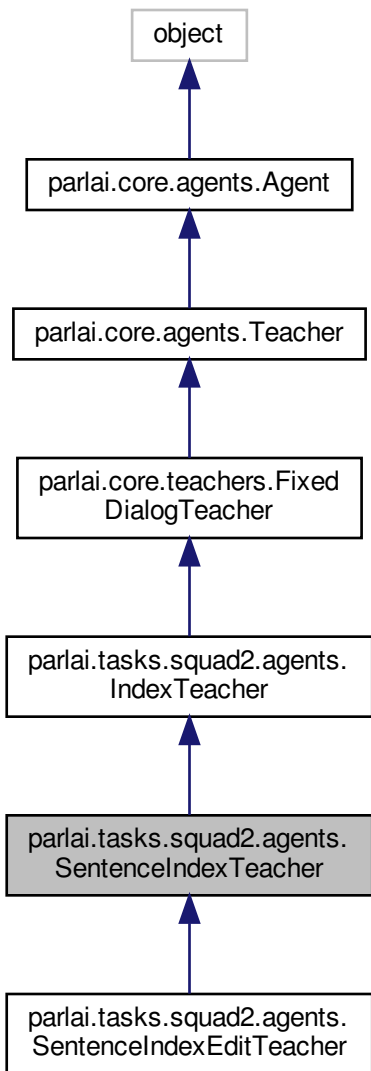 object
parlai.core.agents.Agent
parlai.core.agents.Teacher
parlai.core.teachers.Fixed
DialogTeacher
parlai.tasks.squad2.agents.
IndexTeacher
parlai.tasks.squad2.agents.
SentenceIndexTeacher
parlai.tasks.squad2.agents.
SentenceIndexEditTeacher